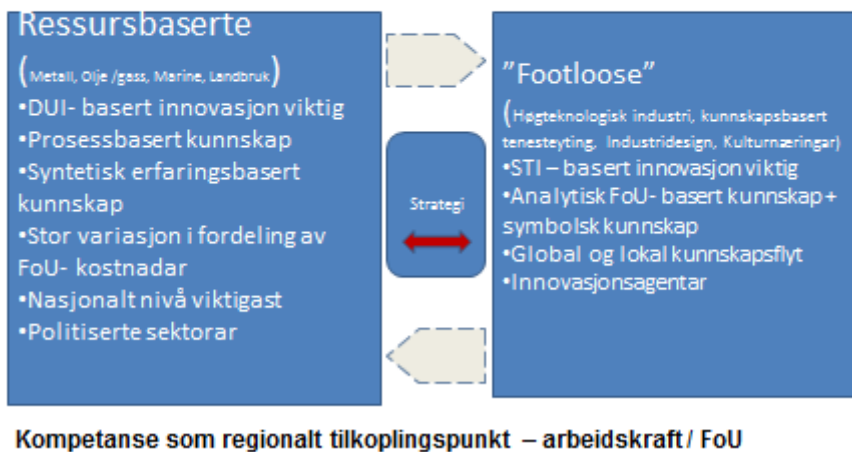 Ressursbaserte
(Metall, Olje /gass, Marine, Landbruk)
•DUI- basert innovasjon viktig
•Prosessbasert kunnskap
•Syntetisk erfaringsbasert
kunnskap
•Stor variasjon i fordeling av
FoU- kostnadar
•Nasjonalt nivå viktigast
•Politiserte sektorar
Strategi
”Footloose”
(Høgteknologisk industri, kunnskapsbasert
tenesteyting, Industridesign, Kulturnæringar)
•STI – basert innovasjon viktig
•Analytisk FoU- basert kunnskap +
symbolsk kunnskap
•Global og lokal kunnskapsflyt
•Innovasjonsagentar
Kompetanse som regionalt tilkoplingspunkt – arbeidskraft / FoU